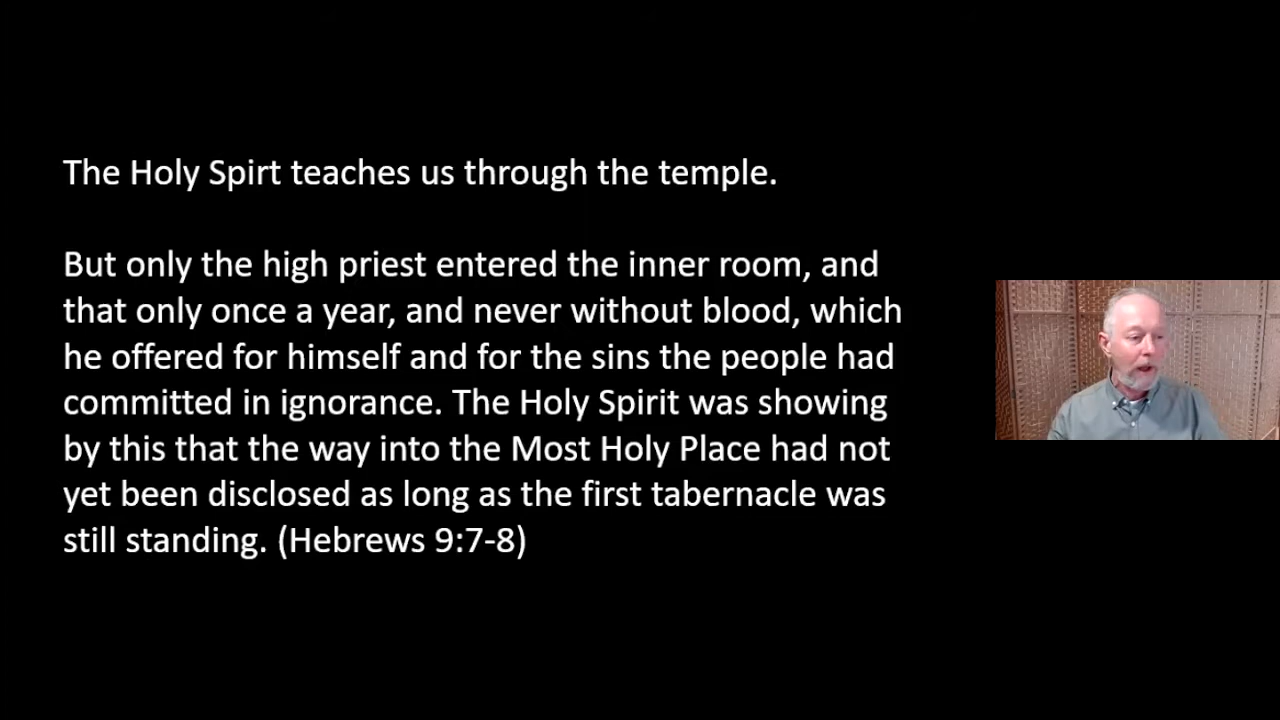 The Holy Spirt teaches us through the temple.
But only the high priest entered the inner room, and
that only once a year, and never without blood, which
he offered for himself and for the sins the people had
committed in ignorance. The Holy Spirit was showing
by this that the way into the Most Holy Place had not
yet been disclosed as long as the first tabernacle was
still standing. (Hebrews 9:7-8)